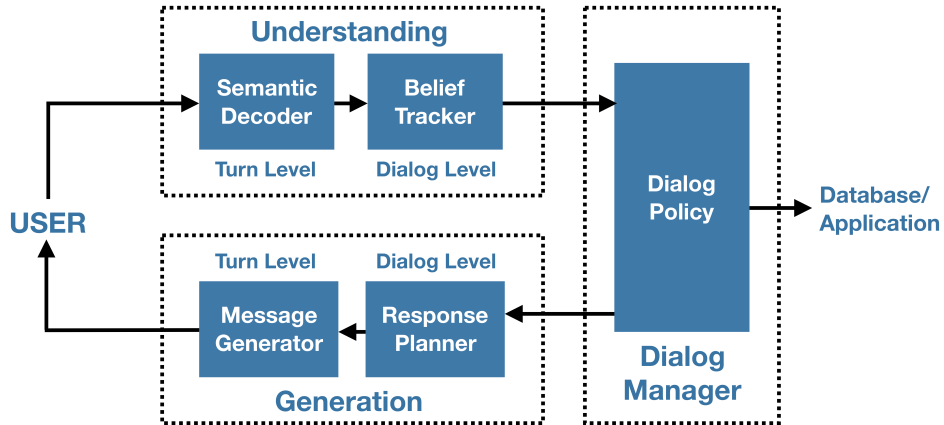 Understanding
Semantic
Decoder
Belief
Tracker
Turn Level
Dialog Level
USER
Dialog
Policy
Database/
Application
Turn Level
Dialog Level
Message
Generator
Response
Planner
Generation
Dialog
Manager